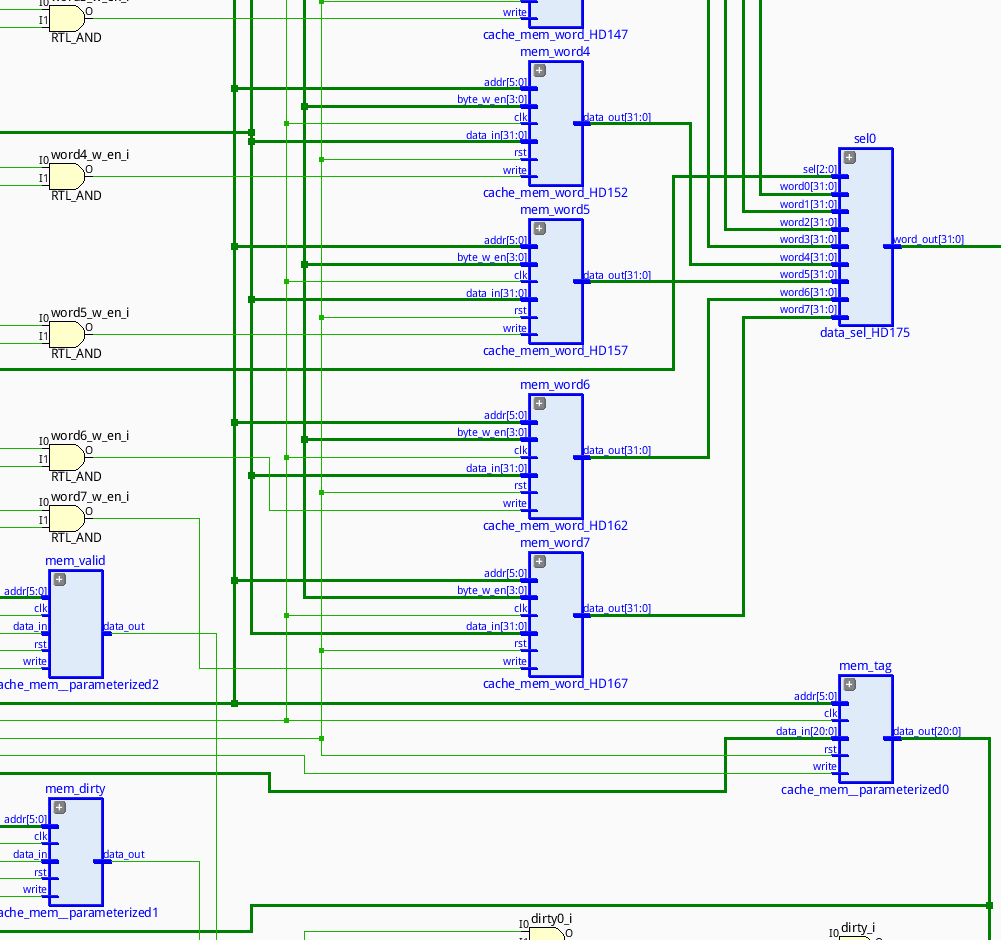 I0
I1
O
RTL_AND
write
cache_mem_word_HD147
mem_word4
addr[5:0]
byte_w_en[3:0]
clk
data_in[31:0]
rst
write
data_out[31:0]
cache_mem_word_HD152
word4_w_en_i
I0
I1
O
RTL_AND
sel0
sel[2:0]
word0[31:0]
word1[31:0]
word2[31:0]
word3[31:0]
word4[31:0]
word5[31:0]
word6[31:0]
word7[31:0]
word_out[31:0]
data_sel_HD175
mem_word5
addr[5:0]
byte_w_en[3:0]
clk
data_in[31:0]
rst
write
data_out[31:0]
cache_mem_word_HD157
word5_w_en_i
I0
I1
O
RTL_AND
mem_word6
addr[5:0]
byte_w_en[3:0]
clk
data_in[31:0]
rst
write
data_out[31:0]
cache_mem_word_HD162
word6_w_en_i
I0
I1
O
RTL_AND
word7_w_en_i
I0
I1
O
RTL_AND
mem_word7
addr[5:0]
byte_w_en[3:0]
clk
data_in[31:0]
rst
write
data_out[31:0]
cache_mem_word_HD167
mem_valid
addr[5:0]
clk
data_in
rst
write
data_out
ache_mem__parameterized2
mem_tag
addr[5:0]
clk
data_in[20:0]
rst
write
data_out[20:0]
cache_mem__parameterized0
mem_dirty
addr[5:0]
clk
data_in
rst
write
data_out
ache_mem__parameterized1
dirty0_i
I0
O
dirty_i
I0